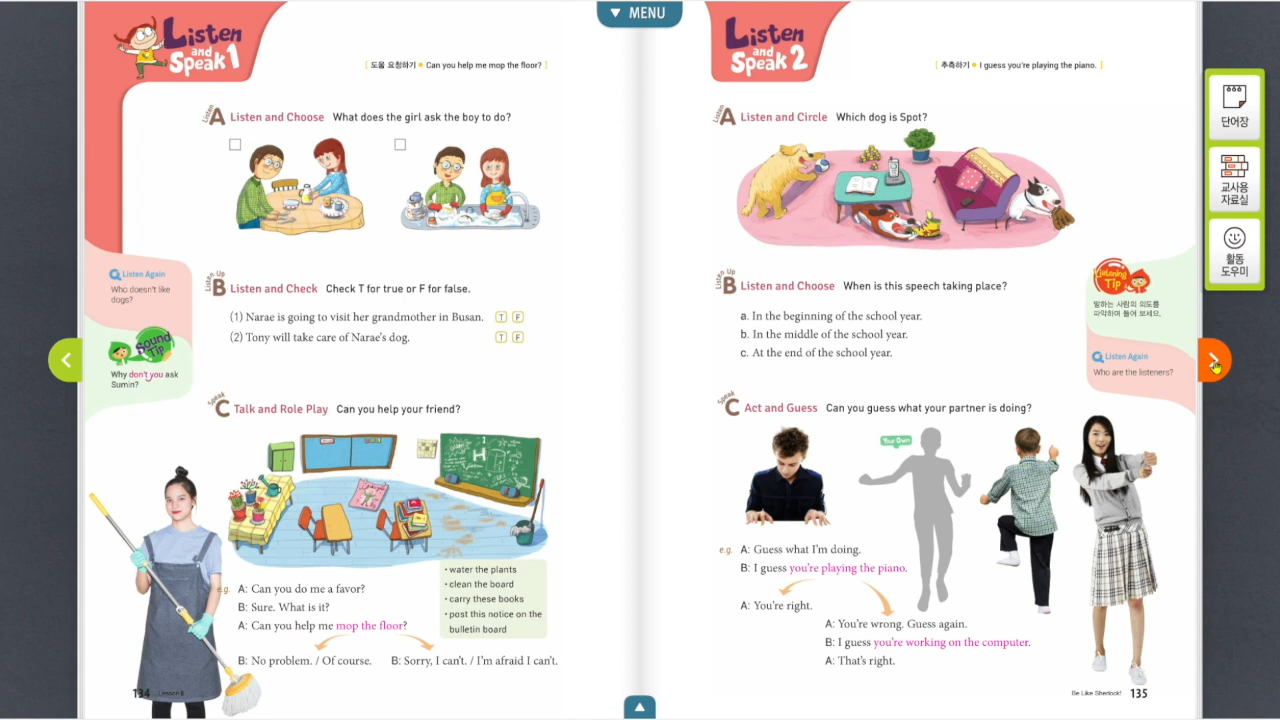 MENU
Listen
and
Speak 1
[ 도움 요청하기 ● Can you help me mop the floor? ]
Listen
A Listen and Choose What does the girl ask the boy to do?
Listen Again
Who doesn't like
dogs?
Listen Up
B Listen and Check Check T for true or F for false.
(1) Narae is going to visit her grandmother in Busan. T F
(2) Tony will take care of Narae's dog. T F
Sound
Tip
Why don't you ask
Sumin?
Speak
C Talk and Role Play Can you help your friend?
H
e.g. A: Can you do me a favor?
B: Sure. What is it?
A: Can you help me mop the floor?
B: No problem. / Of course. B: Sorry, I can't. / I'm afraid I can't.
• water the plants
• clean the board
• carry these books
• post this notice on the
bulletin board
134 Lesson 8
Listen
and
Speak 2
[ 추측하기 ● I guess you're playing the piano. ]
Listen
A Listen and Circle Which dog is Spot?
Listen Up
B Listen and Choose When is this speech taking place?
a. In the beginning of the school year.
b. In the middle of the school year.
c. At the end of the school year.
Listening
Tip
말하는 사람의 의도를
파악하며 들어 보세요.
Listen Again
Who are the listeners?
Speak
C Act and Guess Can you guess what your partner is doing?
Your Own
e.g. A: Guess what I'm doing.
B: I guess you're playing the piano.
A: You're right.
A: You're wrong. Guess again.
B: I guess you're working on the computer.
A: That's right.
Be Like Sherlock! 135
단어장
교사용
자료실
활동
도우미